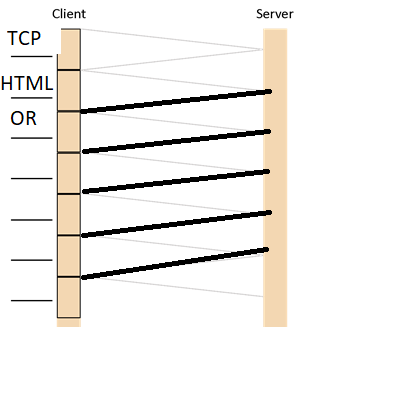 Client Server
TCP
HTML
OR